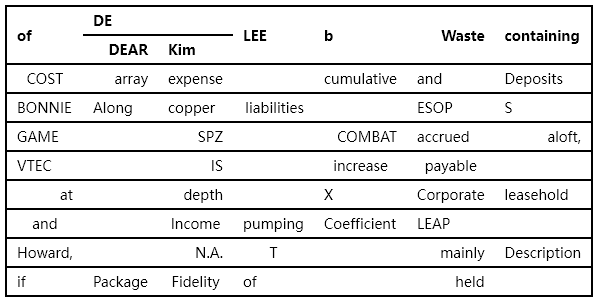 of DE LEE b Waste containing
DEAR Kim
COST array expense cumulative and Deposits
BONNIE Along copper liabilities ESOP S
GAME SPZ COMBAT accrued aloft,
VTEC IS increase payable
at depth X Corporate leasehold
and Income pumping Coefficient LEAP
Howard, N.A. T mainly Description
if Package Fidelity of held